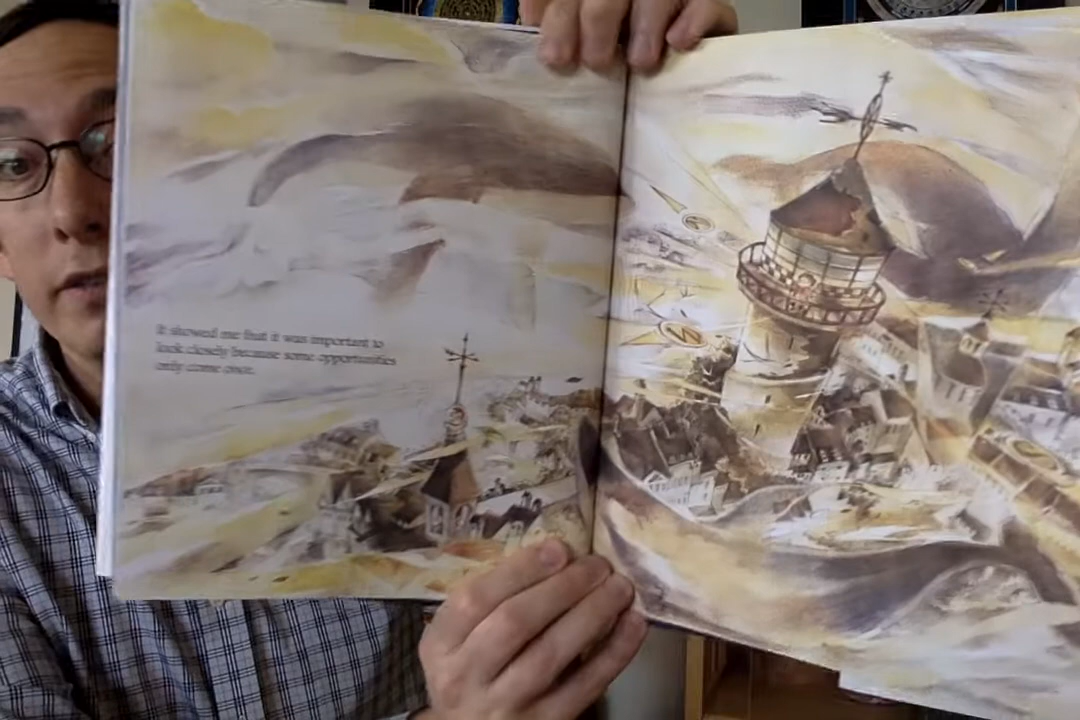 It showed me that it was important to
look closely because some opportunities
only come once.